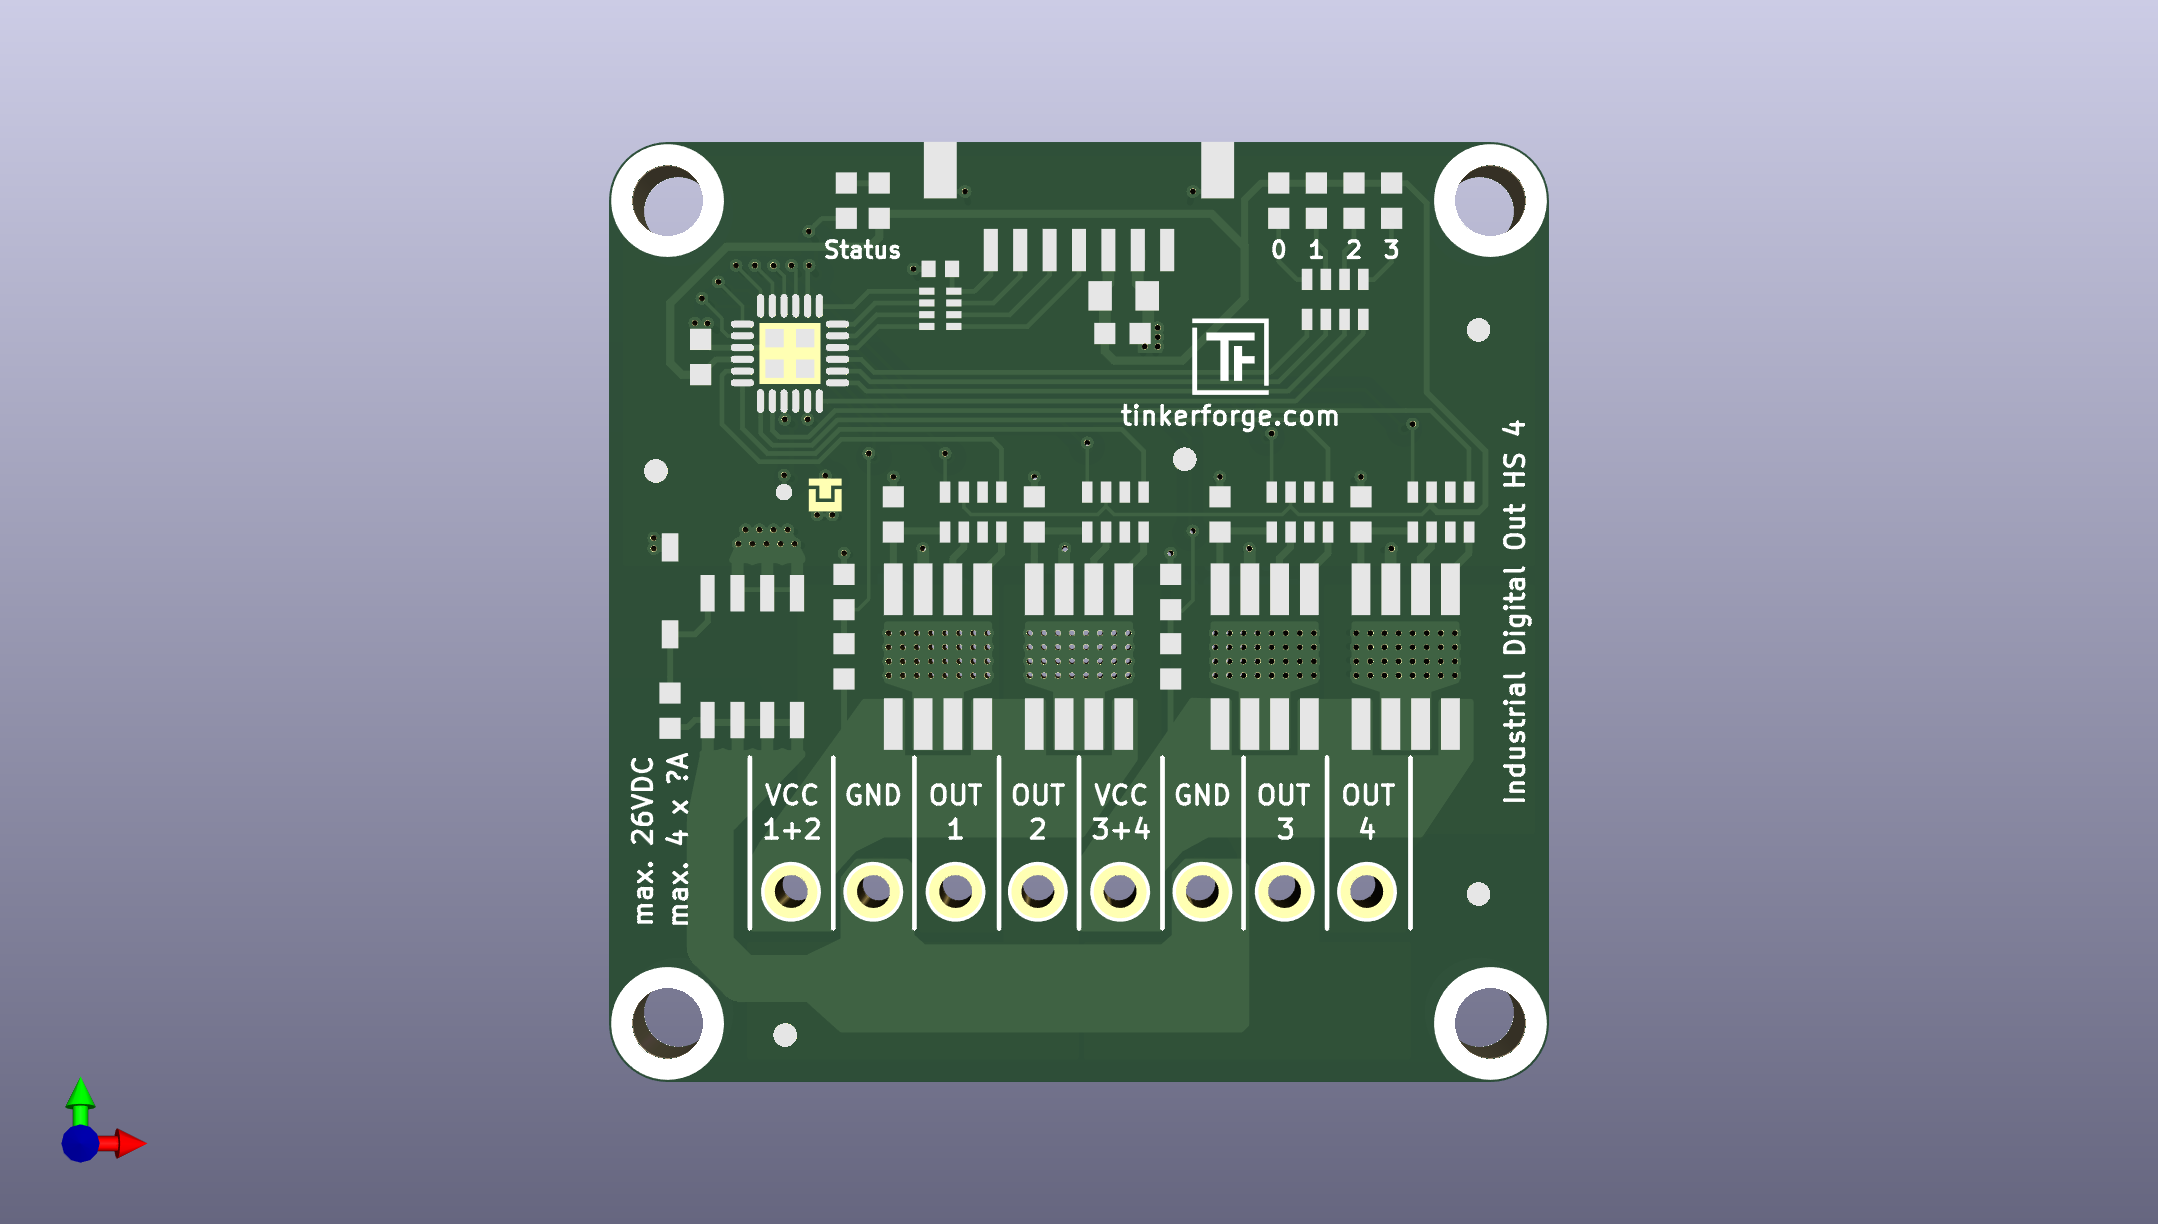 Status
0 1 2 3
TF
tinkerforge.com
Industrial Digital Out HS 4
max. 26VDC
max. 4 x ?A
VCC 1+2
GND
OUT 1
OUT 2
VCC 3+4
GND
OUT 3
OUT 4